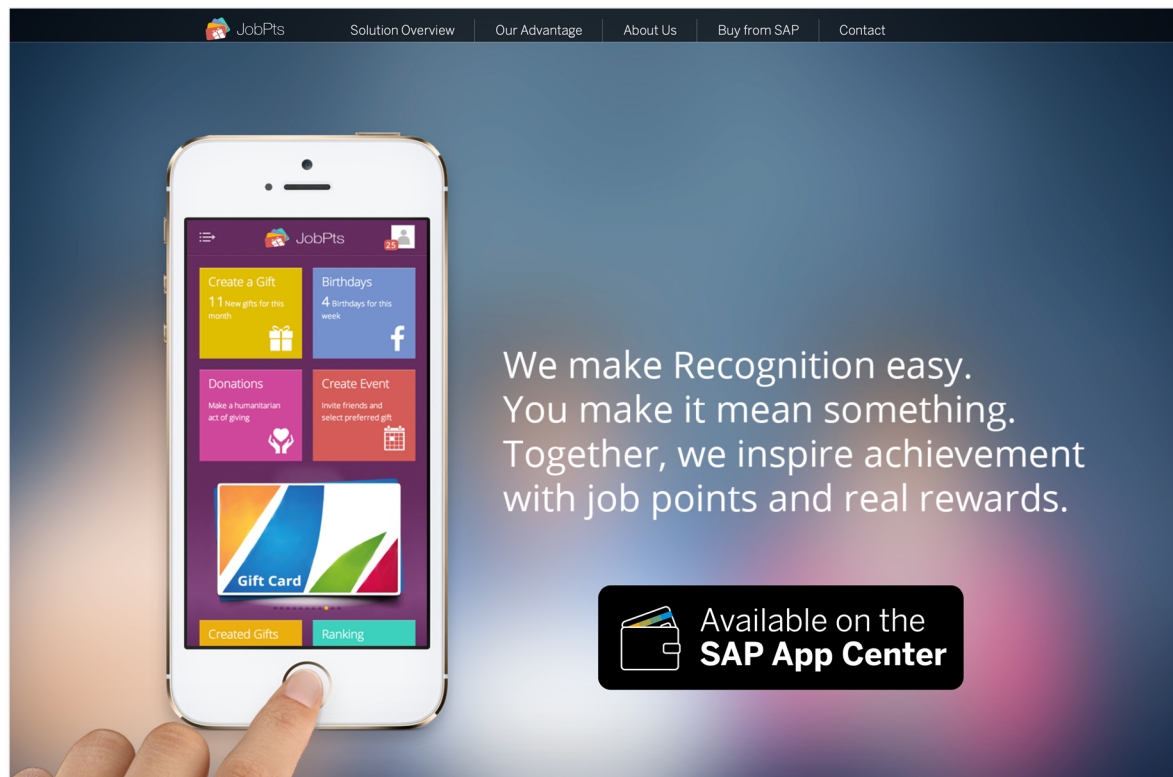 JobPts
Solution Overview
Our Advantage
About Us
Buy from SAP
Contact
JobPts
25
Create a Gift
11 New gifts for this
month
Birthdays
4 Birthdays for this
week
Donations
Make a humanitarian
act of giving
Create Event
Invite friends and
select preferred gift
Gift Card
Created Gifts
Ranking
We make Recognition easy.
You make it mean something.
Together, we inspire achievement
with job points and real rewards.
Available on the
SAP App Center